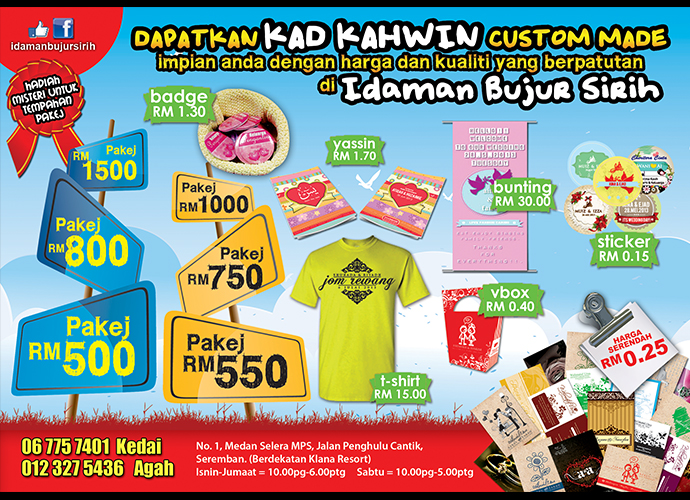 idamanbujursirih
HADIAH
MISTERI UNTUK
TEMPAHAN
PAKEJ
DAPATKAN KAD KAHWIN CUSTOM MADE
impian anda dengan harga dan kualiti yang berpatutan
di Idaman Bujur Sirih
badge
RM 1.30
yassin
RM 1.70
bunting
RM 30.00
sticker
RM 0.15
vbox
RM 0.40
t-shirt
RM 15.00
jom rewang
HARGA
SERENDAH
RM 0.25
Pakej
RM 1500
Pakej
RM 800
Pakej
RM 500
Pakej
RM 1000
Pakej
RM 750
Pakej
RM 550
06 775 7401 Kedai
012 327 5436 Agah
No. 1, Medan Selera MPS, Jalan Penghulu Cantik,
Seremban. (Berdekatan Klana Resort)
Isnin-Jumaat = 10.00pg-6.00ptg Sabtu = 10.00pg-5.00ptg